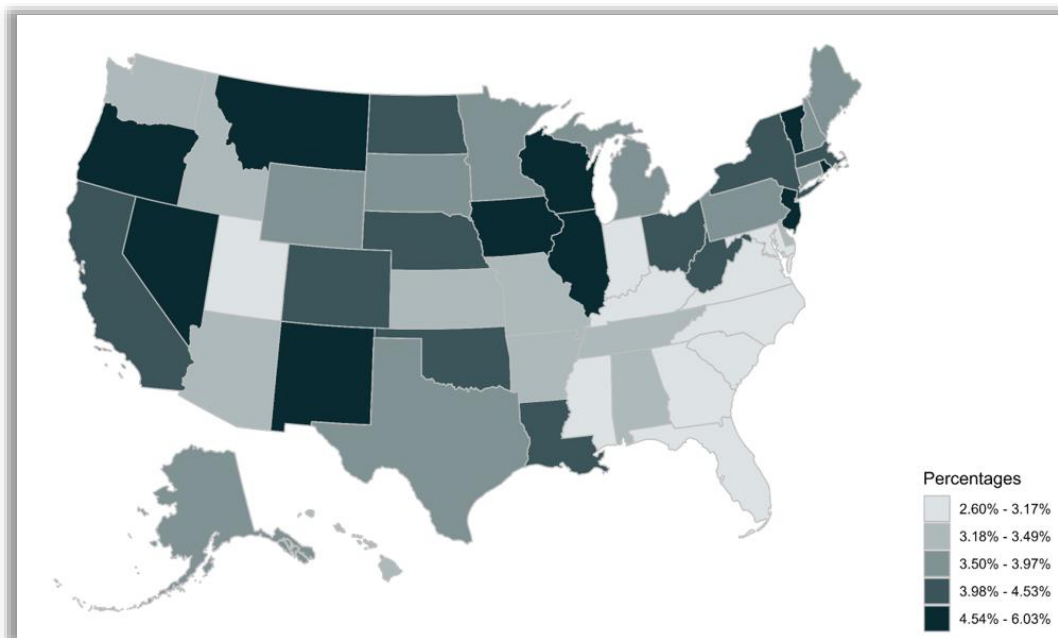 Percentages
2.60% - 3.17%
3.18% - 3.49%
3.50% - 3.97%
3.98% - 4.53%
4.54% - 6.03%